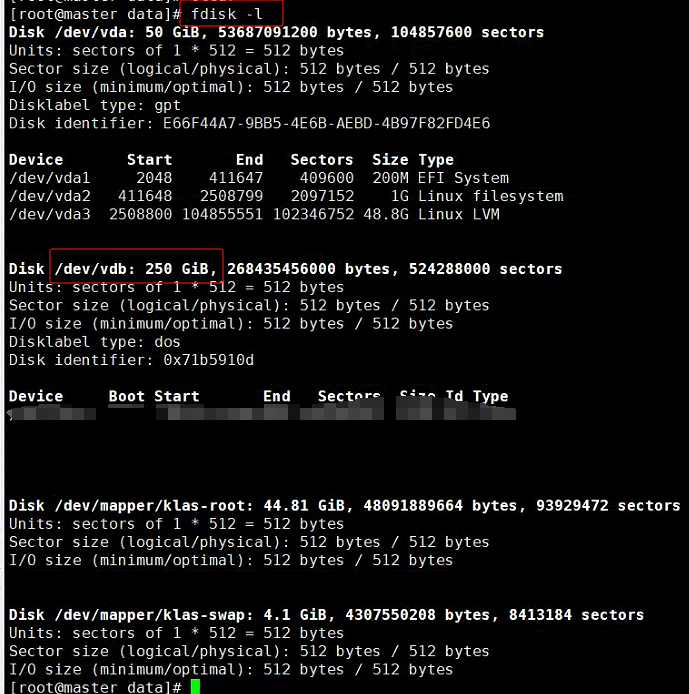 [root@master data]# fdisk -l
Disk /dev/vda: 50 GiB, 53687091200 bytes, 104857600 sectors
Units: sectors of 1 * 512 = 512 bytes
Sector size (logical/physical): 512 bytes / 512 bytes
I/O size (minimum/optimal): 512 bytes / 512 bytes
Disklabel type: gpt
Disk identifier: E66F44A7-9BB5-4E6B-AEBD-4B97F82FD4E6
Device Start End Sectors Size Type
/dev/vda1 2048 411647 409600 200M EFI System
/dev/vda2 411648 2508799 2097152 1G Linux filesystem
/dev/vda3 2508800 104855551 102346752 48.8G Linux LVM
Disk /dev/vdb: 250 GiB, 268435456000 bytes, 524288000 sectors
Units: sectors of 1 * 512 = 512 bytes
Sector size (logical/physical): 512 bytes / 512 bytes
I/O size (minimum/optimal): 512 bytes / 512 bytes
Disklabel type: dos
Disk identifier: 0x71b5910d
Device Boot Start End Sectors Size Id Type
Disk /dev/mapper/klas-root: 44.81 GiB, 48091889664 bytes, 93929472 sectors
Units: sectors of 1 * 512 = 512 bytes
Sector size (logical/physical): 512 bytes / 512 bytes
I/O size (minimum/optimal): 512 bytes / 512 bytes
Disk /dev/mapper/klas-swap: 4.1 GiB, 4307550208 bytes, 8413184 sectors
Units: sectors of 1 * 512 = 512 bytes
Sector size (logical/physical): 512 bytes / 512 bytes
I/O size (minimum/optimal): 512 bytes / 512 bytes
[root@master data]#